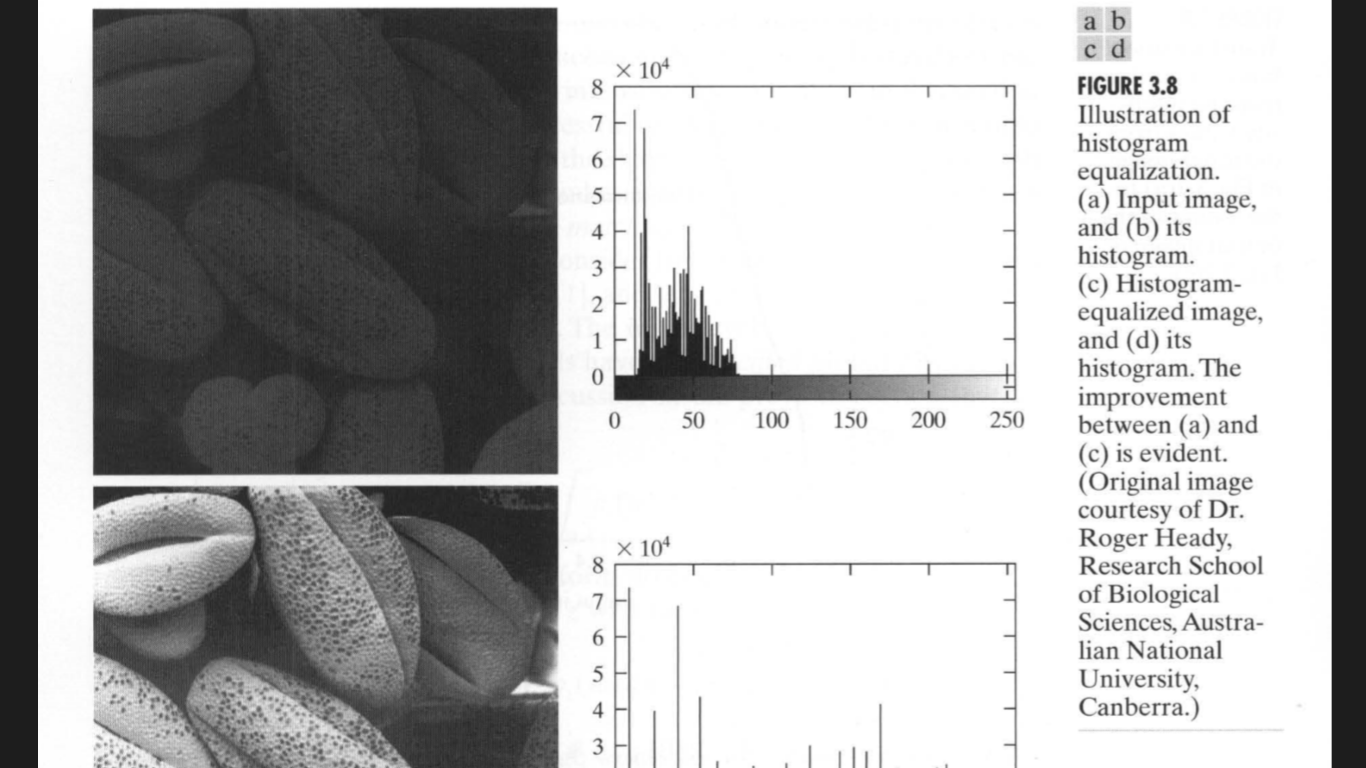 a b
c d
FIGURE 3.8
Illustration of
histogram
equalization.
(a) Input image,
and (b) its
histogram.
(c) Histogram-
equalized image,
and (d) its
histogram. The
improvement
between (a) and
(c) is evident.
(Original image
courtesy of Dr.
Roger Heady,
Research School
of Biological
Sciences, Austra-
lian National
University,
Canberra.)
× 10⁴
8
7
6
5
4
3
2
1
0
0 50 100 150 200 250
× 10⁴
8
7
6
5
4
3